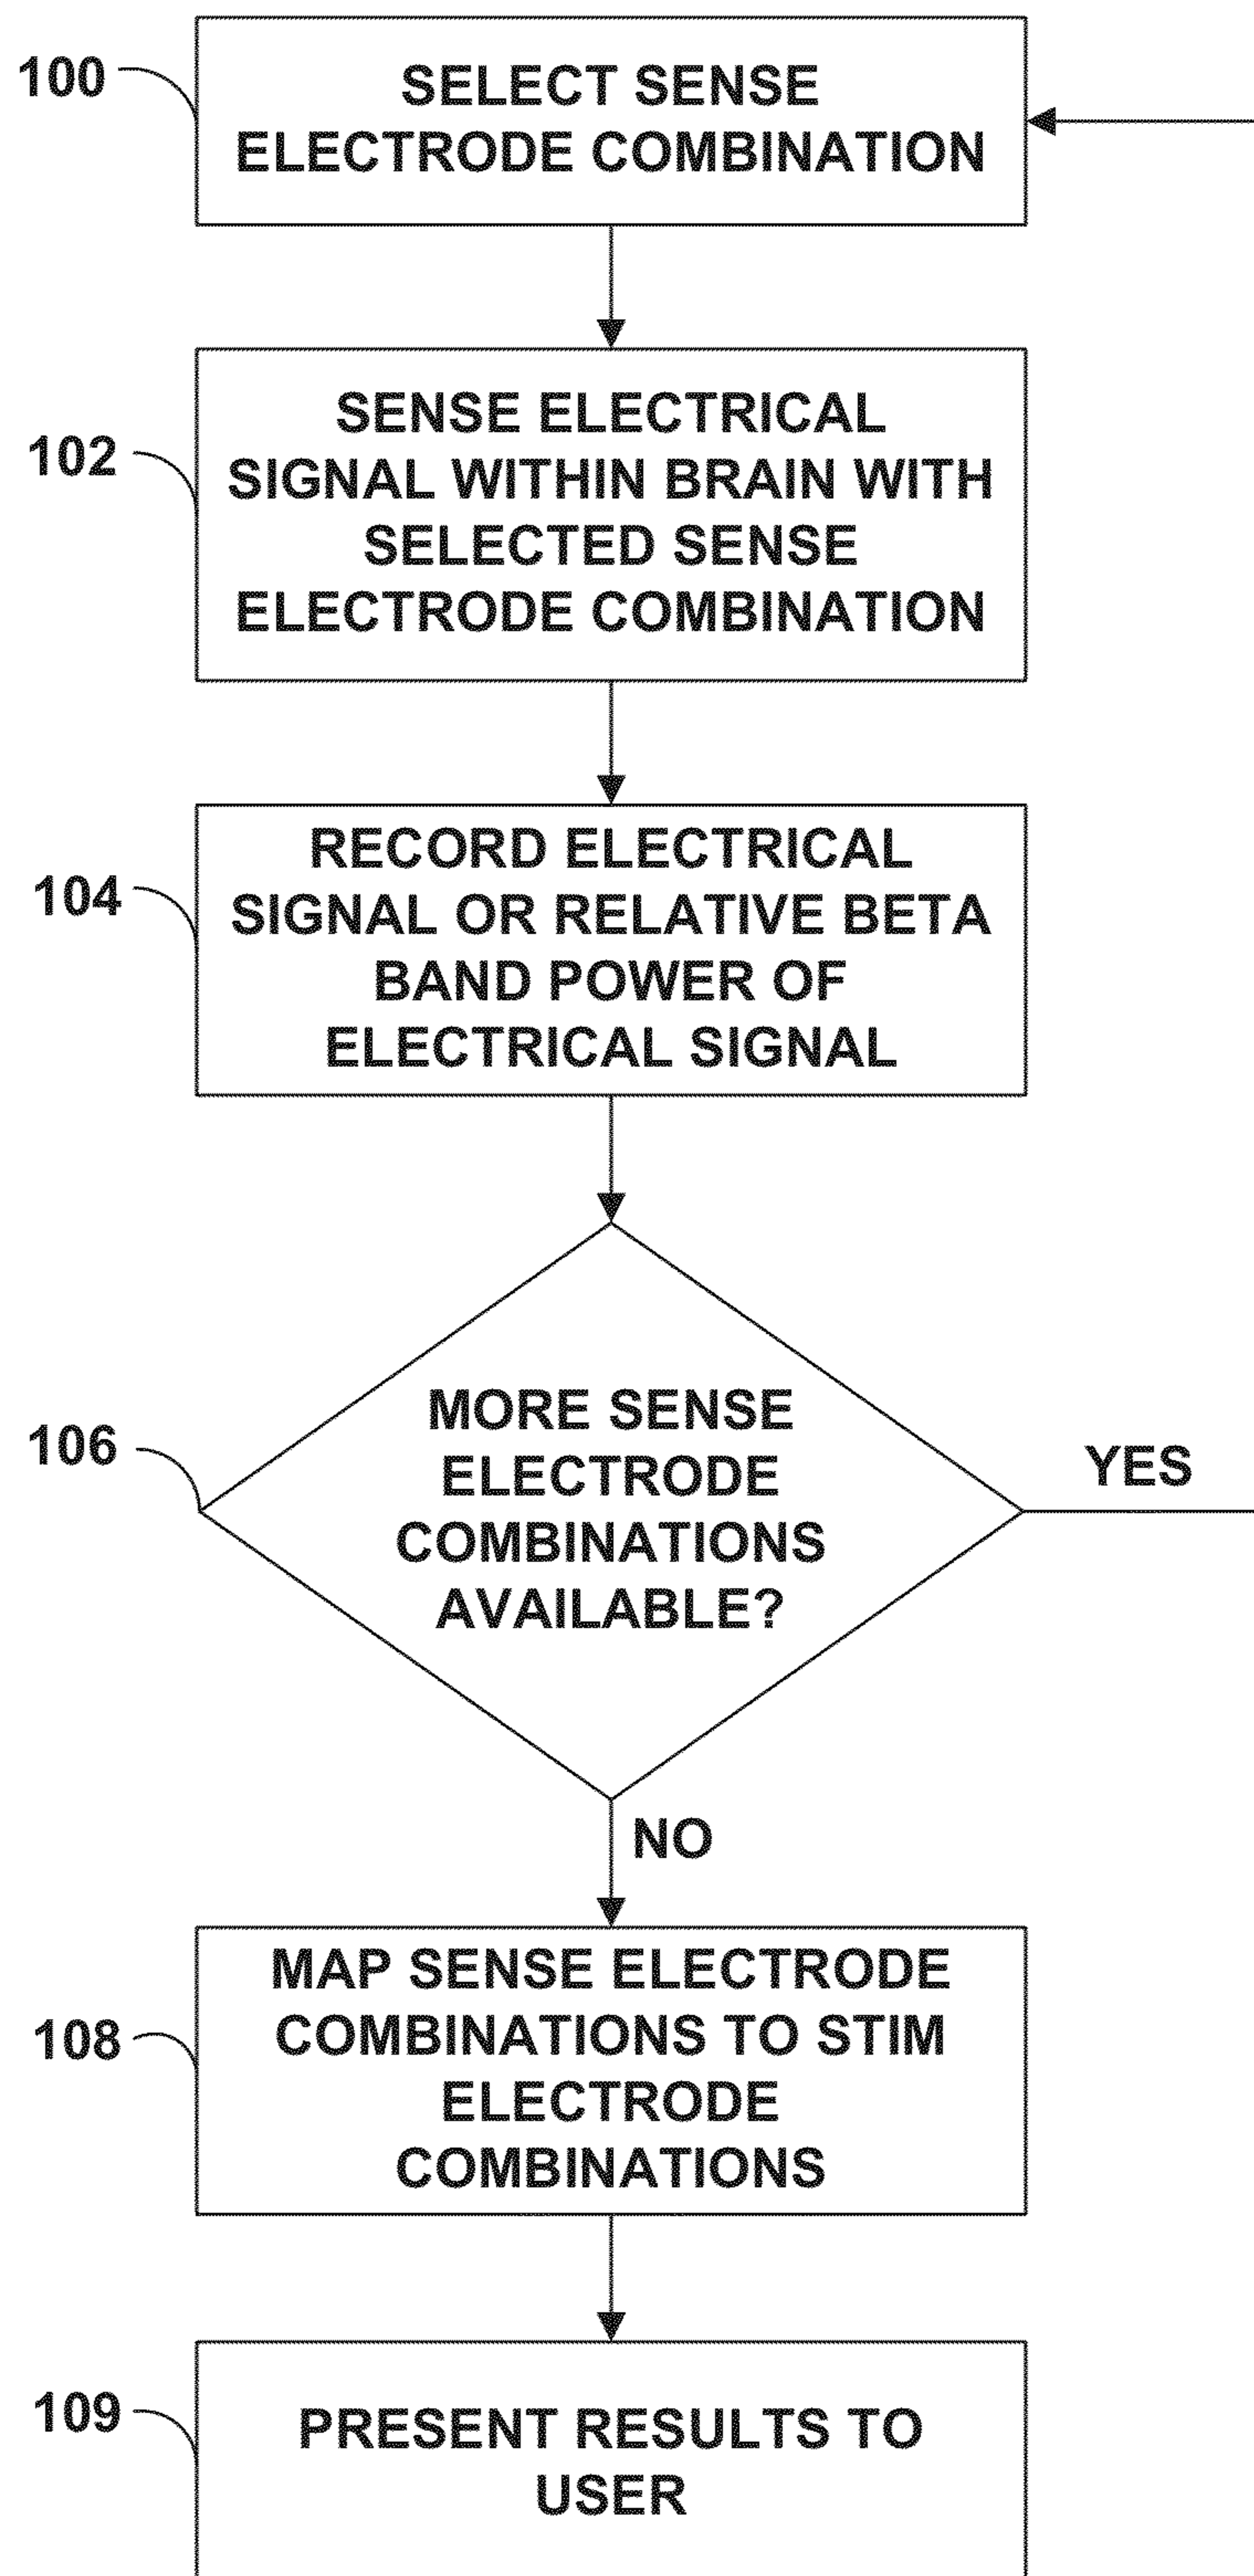 100
SELECT SENSE
ELECTRODE COMBINATION
102
SENSE ELECTRICAL
SIGNAL WITHIN BRAIN WITH
SELECTED SENSE
ELECTRODE COMBINATION
104
RECORD ELECTRICAL
SIGNAL OR RELATIVE BETA
BAND POWER OF
ELECTRICAL SIGNAL
106
MORE SENSE
ELECTRODE
COMBINATIONS
AVAILABLE?
YES
NO
108
MAP SENSE ELECTRODE
COMBINATIONS TO STIM
ELECTRODE
COMBINATIONS
109
PRESENT RESULTS TO
USER